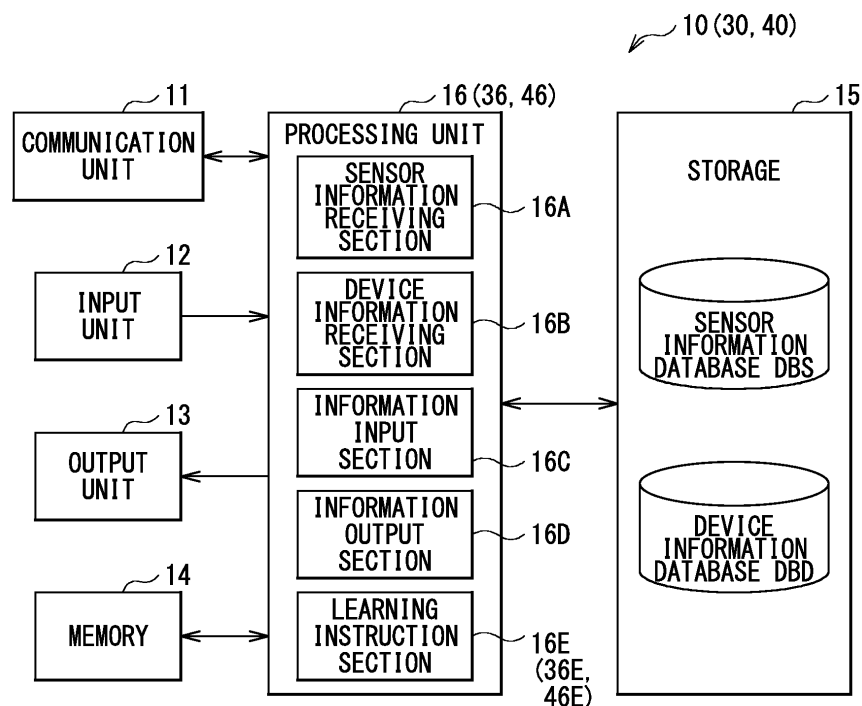 10 (30, 40)
11
COMMUNICATION
UNIT
12
INPUT
UNIT
13
OUTPUT
UNIT
14
MEMORY
16 (36, 46)
PROCESSING UNIT
SENSOR
INFORMATION
RECEIVING
SECTION
16A
DEVICE
INFORMATION
RECEIVING
SECTION
16B
INFORMATION
INPUT
SECTION
16C
INFORMATION
OUTPUT
SECTION
16D
LEARNING
INSTRUCTION
SECTION
16E
(36E,
46E)
15
STORAGE
SENSOR
INFORMATION
DATABASE DBS
DEVICE
INFORMATION
DATABASE DBD